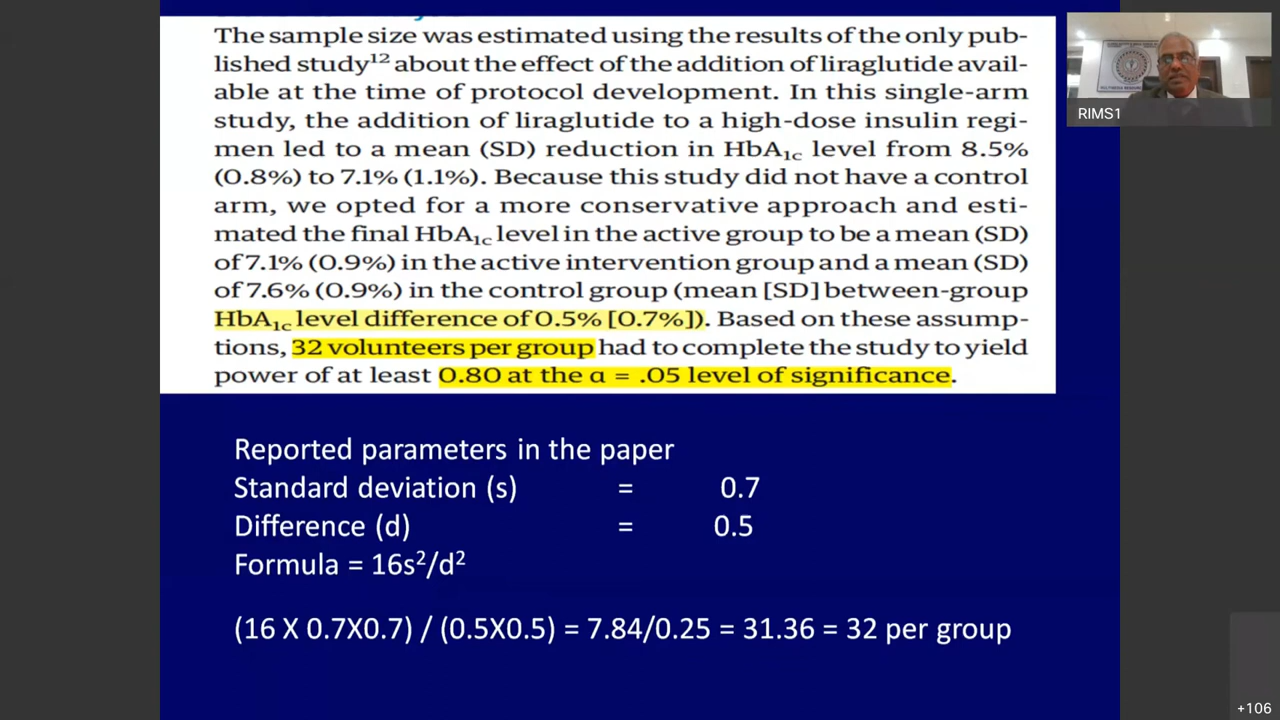 The sample size was estimated using the results of the only pub-
lished study¹² about the effect of the addition of liraglutide avail-
able at the time of protocol development. In this single-arm
study, the addition of liraglutide to a high-dose insulin regi-
men led to a mean (SD) reduction in HbA₁c level from 8.5%
(0.8%) to 7.1% (1.1%). Because this study did not have a control
arm, we opted for a more conservative approach and esti-
mated the final HbA₁c level in the active group to be a mean (SD)
of 7.1% (0.9%) in the active intervention group and a mean (SD)
of 7.6% (0.9%) in the control group (mean [SD] between-group
HbA₁c level difference of 0.5% [0.7%]). Based on these assump-
tions, 32 volunteers per group had to complete the study to yield
power of at least 0.80 at the α = .05 level of significance.
Reported parameters in the paper
Standard deviation (s) = 0.7
Difference (d) = 0.5
Formula = 16s²/d²
(16 X 0.7X0.7) / (0.5X0.5) = 7.84/0.25 = 31.36 = 32 per group
RIMS1
+106